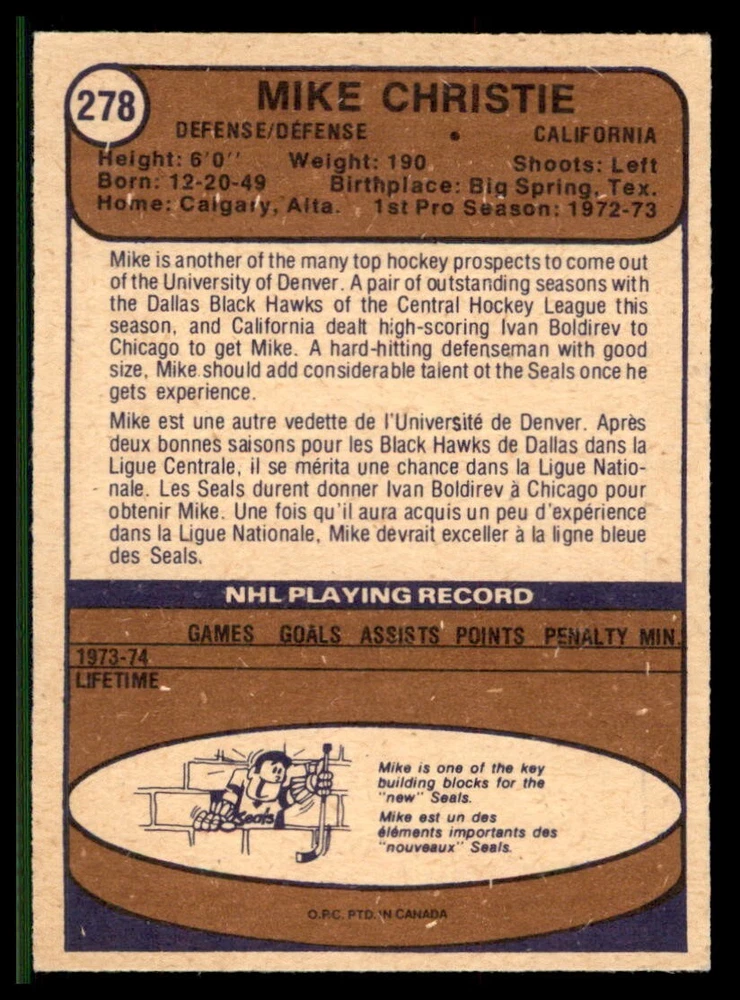 278
MIKE CHRISTIE
DEFENSE/DÉFENSE • CALIFORNIA
Height: 6'0'' Weight: 190 Shoots: Left
Born: 12-20-49 Birthplace: Big Spring, Tex.
Home: Calgary, Alta. 1st Pro Season: 1972-73
Mike is another of the many top hockey prospects to come out
of the University of Denver. A pair of outstanding seasons with
the Dallas Black Hawks of the Central Hockey League this
season, and California dealt high-scoring Ivan Boldirev to
Chicago to get Mike. A hard-hitting defenseman with good
size, Mike should add considerable talent ot the Seals once he
gets experience.
Mike est une autre vedette de l'Université de Denver. Après
deux bonnes saisons pour les Black Hawks de Dallas dans la
Ligue Centrale, il se mérita une chance dans la Ligue Natio-
nale. Les Seals durent donner Ivan Boldirev à Chicago pour
obtenir Mike. Une fois qu'il aura acquis un peu d'expérience
dans la Ligue Nationale, Mike devrait exceller à la ligne bleue
des Seals.
NHL PLAYING RECORD
GAMES GOALS ASSISTS POINTS PENALTY MIN.
1973-74
LIFETIME
Seals
Mike is one of the key
building blocks for the
"new" Seals.
Mike est un des
éléments importants des
"nouveaux" Seals.
O.P.C. PTD. IN CANADA